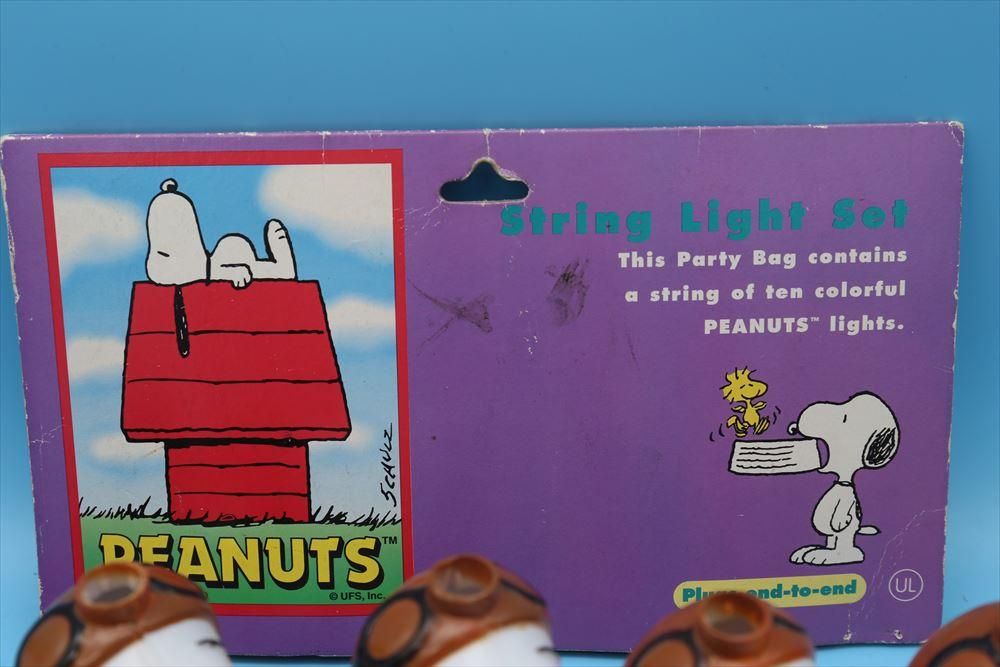 SCHULZ
PEANUTS™
© UFS, Inc.
String Light Set
This Party Bag contains
a string of ten colorful
PEANUTS™ lights.
end-to-end
UL